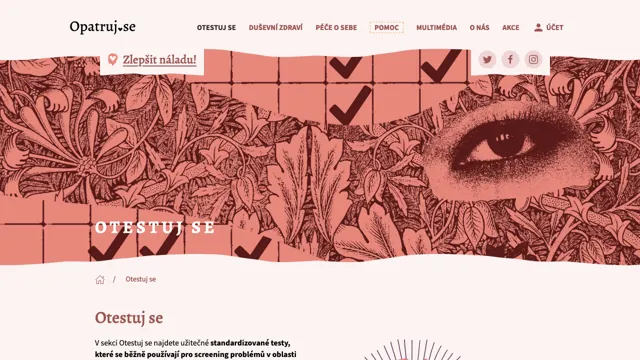 Opatruj.se
OTESTUJ SE
DUŠEVNÍ ZDRAVÍ
PÉČE O SEBE
POMOC
MULTIMÉDIA
O NÁS
AKCE
ÚČET
Zlepšit náladu!
OTESTUJ SE
/ Otestuj se
Otestuj se
V sekci Otestuj se najdete užitečné standardizované testy,
které se běžně používají pro screening problémů v oblasti